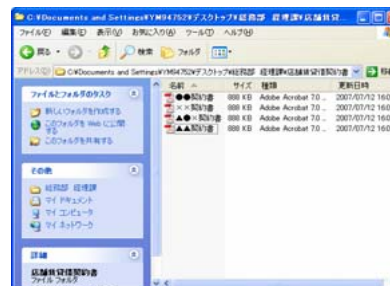 C:¥Documents and Settings¥YM94752¥デスクトップ¥総務部 経理課¥店舗賃貸借契...
ファイル(F) 編集(E) 表示(V) お気に入り(A) ツール(T) ヘルプ(H)
戻る 検索 フォルダ
アドレス(D) C:¥Documents and Settings¥YM94752¥デスクトップ¥総務部 経理課¥店舗賃貸借契約書 移動
ファイルとフォルダのタスク
新しいフォルダを作成する
このフォルダを Web に公開する
このフォルダを共有する
その他
総務部 経理課
マイ ドキュメント
マイ コンピュータ
マイ ネットワーク
詳細
店舗賃貸借契約書
ファイル フォルダ
名前 サイズ 種類 更新日時
●●契約書 888 KB Adobe Acrobat 7.0 ... 2007/07/12 16:0
××契約書 888 KB Adobe Acrobat 7.0 ... 2007/07/12 16:0
▲●×契約書 888 KB Adobe Acrobat 7.0 ... 2007/07/12 16:0
▲▲契約書 888 KB Adobe Acrobat 7.0 ... 2007/07/12 16:0